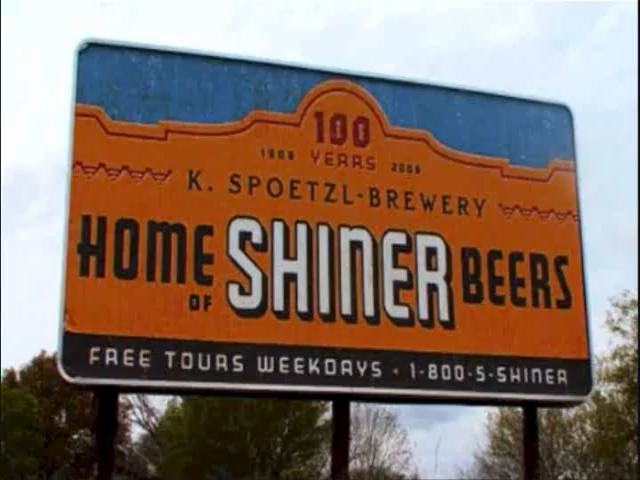 100
1909 YEARS 2009
K. SPOETZL-BREWERY
HOME OF SHINER BEERS
FREE TOURS WEEKDAYS • 1-800-5-SHINER